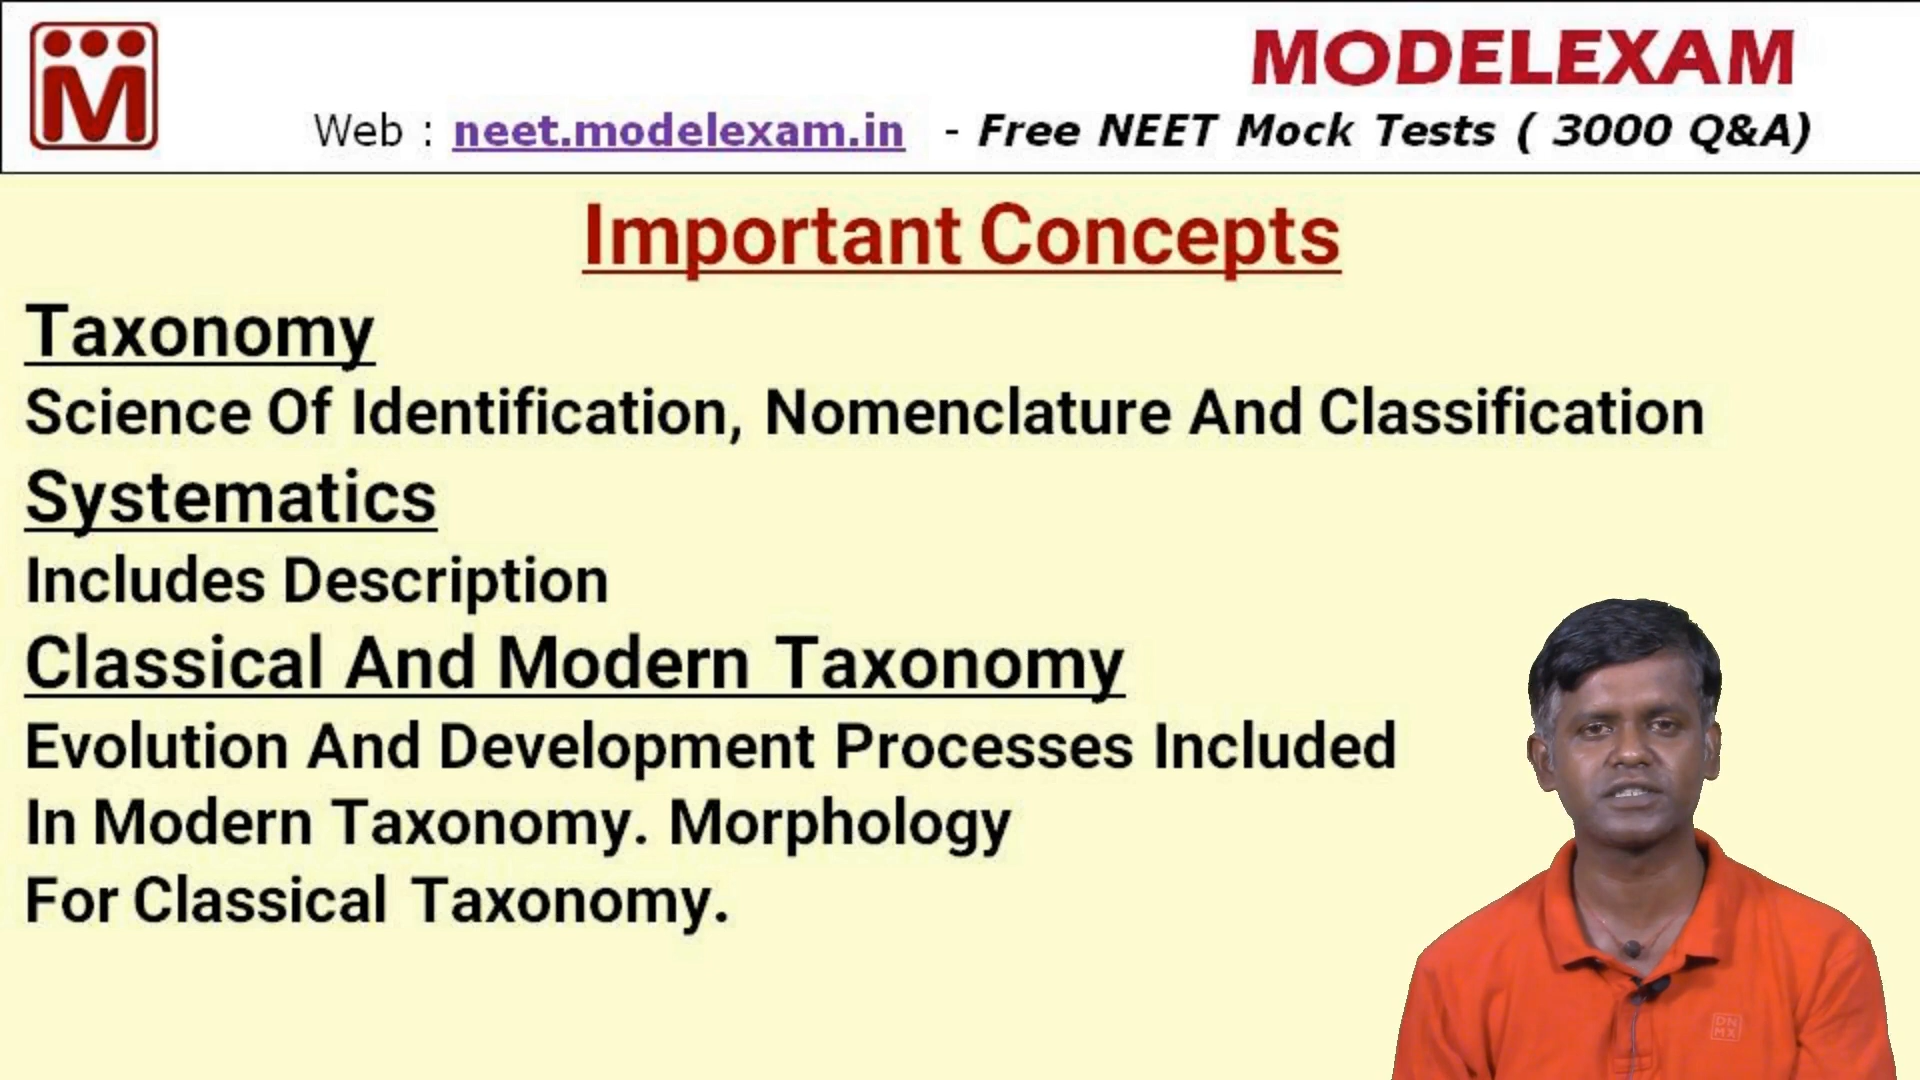 M
MODELEXAM
Web : neet.modelexam.in - Free NEET Mock Tests ( 3000 Q&A)
Important Concepts
Taxonomy
Science Of Identification, Nomenclature And Classification
Systematics
Includes Description
Classical And Modern Taxonomy
Evolution And Development Processes Included
In Modern Taxonomy. Morphology
For Classical Taxonomy.
DN
MX